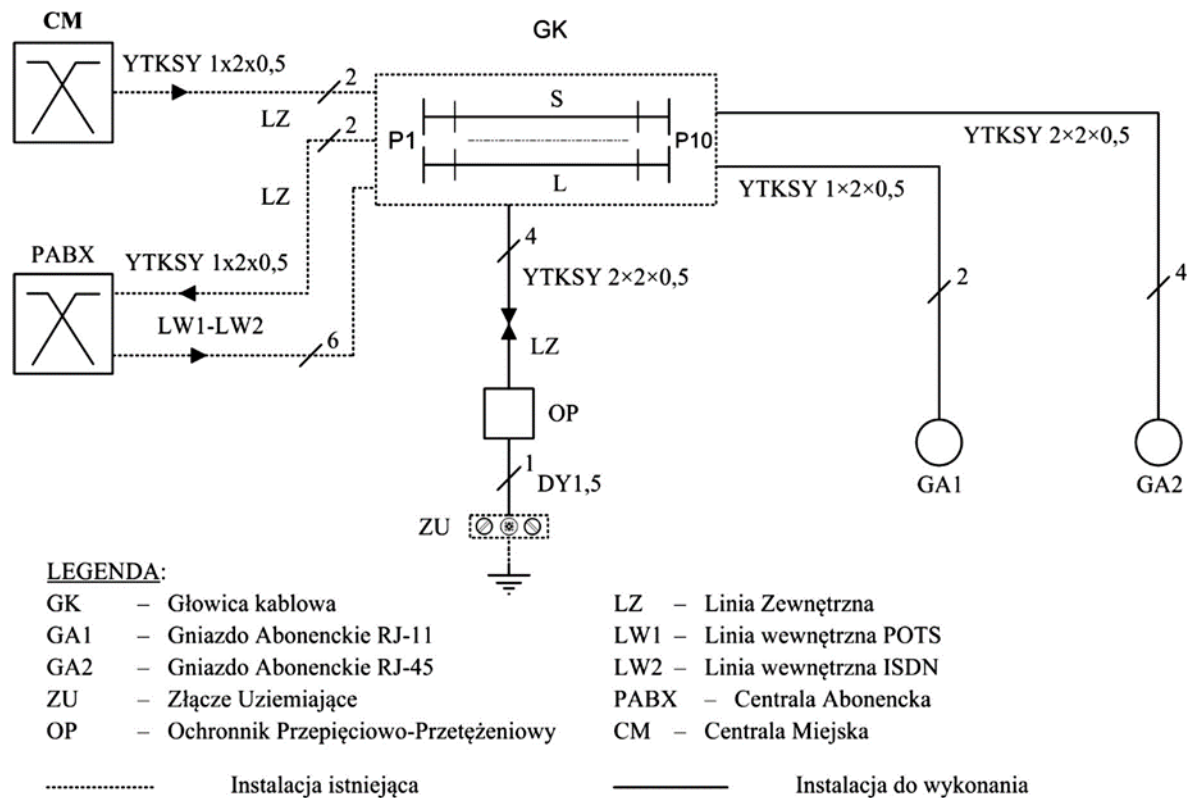 CM
GK
YTKSY 1x2x0,5
2
LZ
S
2
P1
P10
YTKSY 2×2×0,5
L
YTKSY 1×2×0,5
LZ
4
PABX
YTKSY 1x2x0,5
YTKSY 2×2×0,5
2
4
LW1-LW2
6
LZ
OP
1
DY1,5
GA1
GA2
ZU
LEGENDA:
GK – Głowica kablowa
GA1 – Gniazdo Abonenckie RJ-11
GA2 – Gniazdo Abonenckie RJ-45
ZU – Złącze Uziemiające
OP – Ochronnik Przepięciowo-Przetężeniowy
LZ – Linia Zewnętrzna
LW1 – Linia wewnętrzna POTS
LW2 – Linia wewnętrzna ISDN
PABX – Centrala Abonencka
CM – Centrala Miejska
Instalacja istniejąca
Instalacja do wykonania